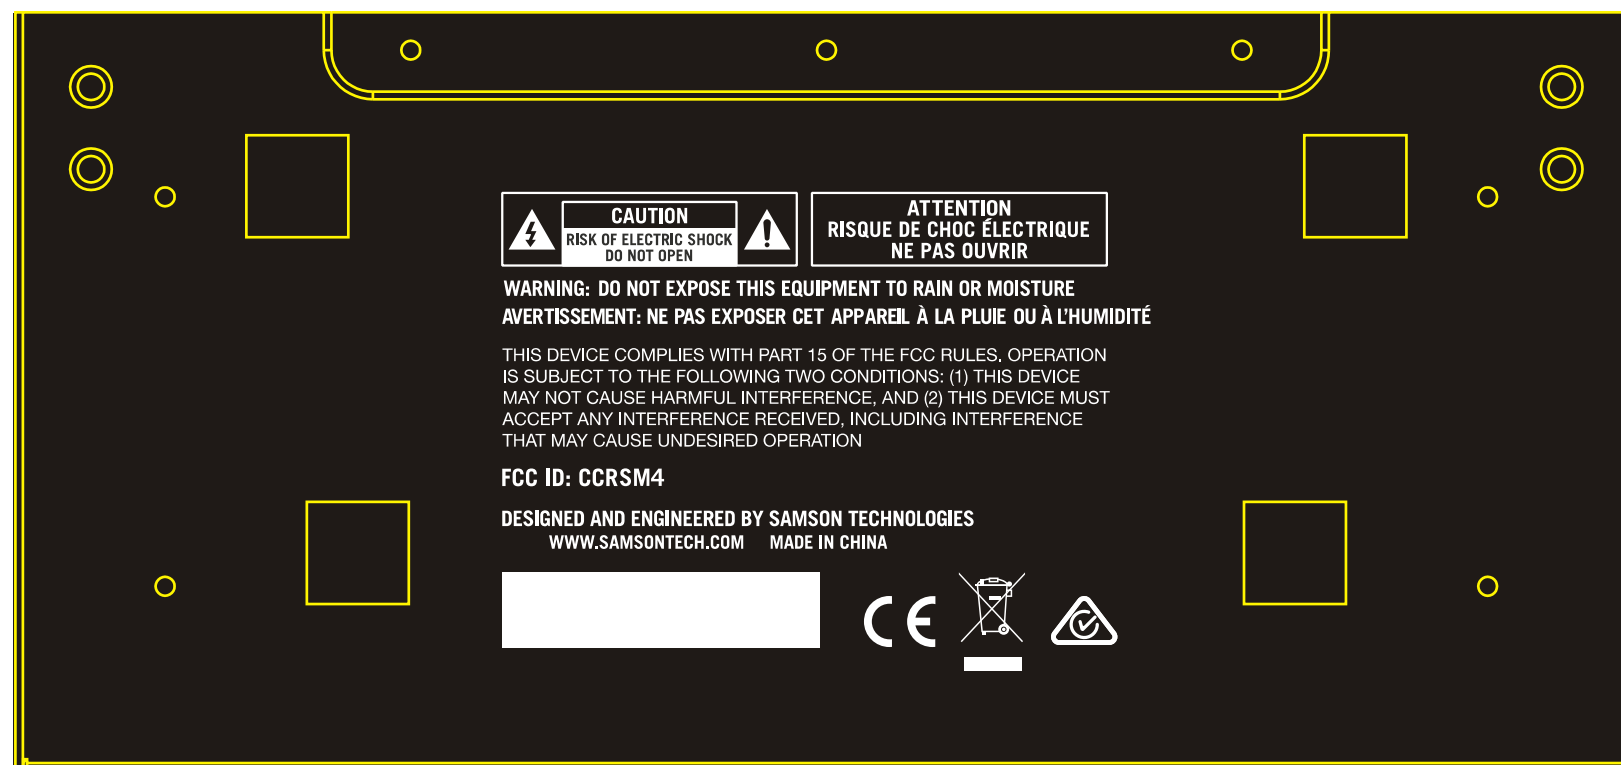 CAUTION
RISK OF ELECTRIC SHOCK
DO NOT OPEN
ATTENTION
RISQUE DE CHOC ÉLECTRIQUE
NE PAS OUVRIR
WARNING: DO NOT EXPOSE THIS EQUIPMENT TO RAIN OR MOISTURE
AVERTISSEMENT: NE PAS EXPOSER CET APPAREIL À LA PLUIE OU À L'HUMIDITÉ
THIS DEVICE COMPLIES WITH PART 15 OF THE FCC RULES. OPERATION
IS SUBJECT TO THE FOLLOWING TWO CONDITIONS: (1) THIS DEVICE
MAY NOT CAUSE HARMFUL INTERFERENCE, AND (2) THIS DEVICE MUST
ACCEPT ANY INTERFERENCE RECEIVED, INCLUDING INTERFERENCE
THAT MAY CAUSE UNDESIRED OPERATION
FCC ID: CCRSM4
DESIGNED AND ENGINEERED BY SAMSON TECHNOLOGIES
WWW.SAMSONTECH.COM MADE IN CHINA
CE